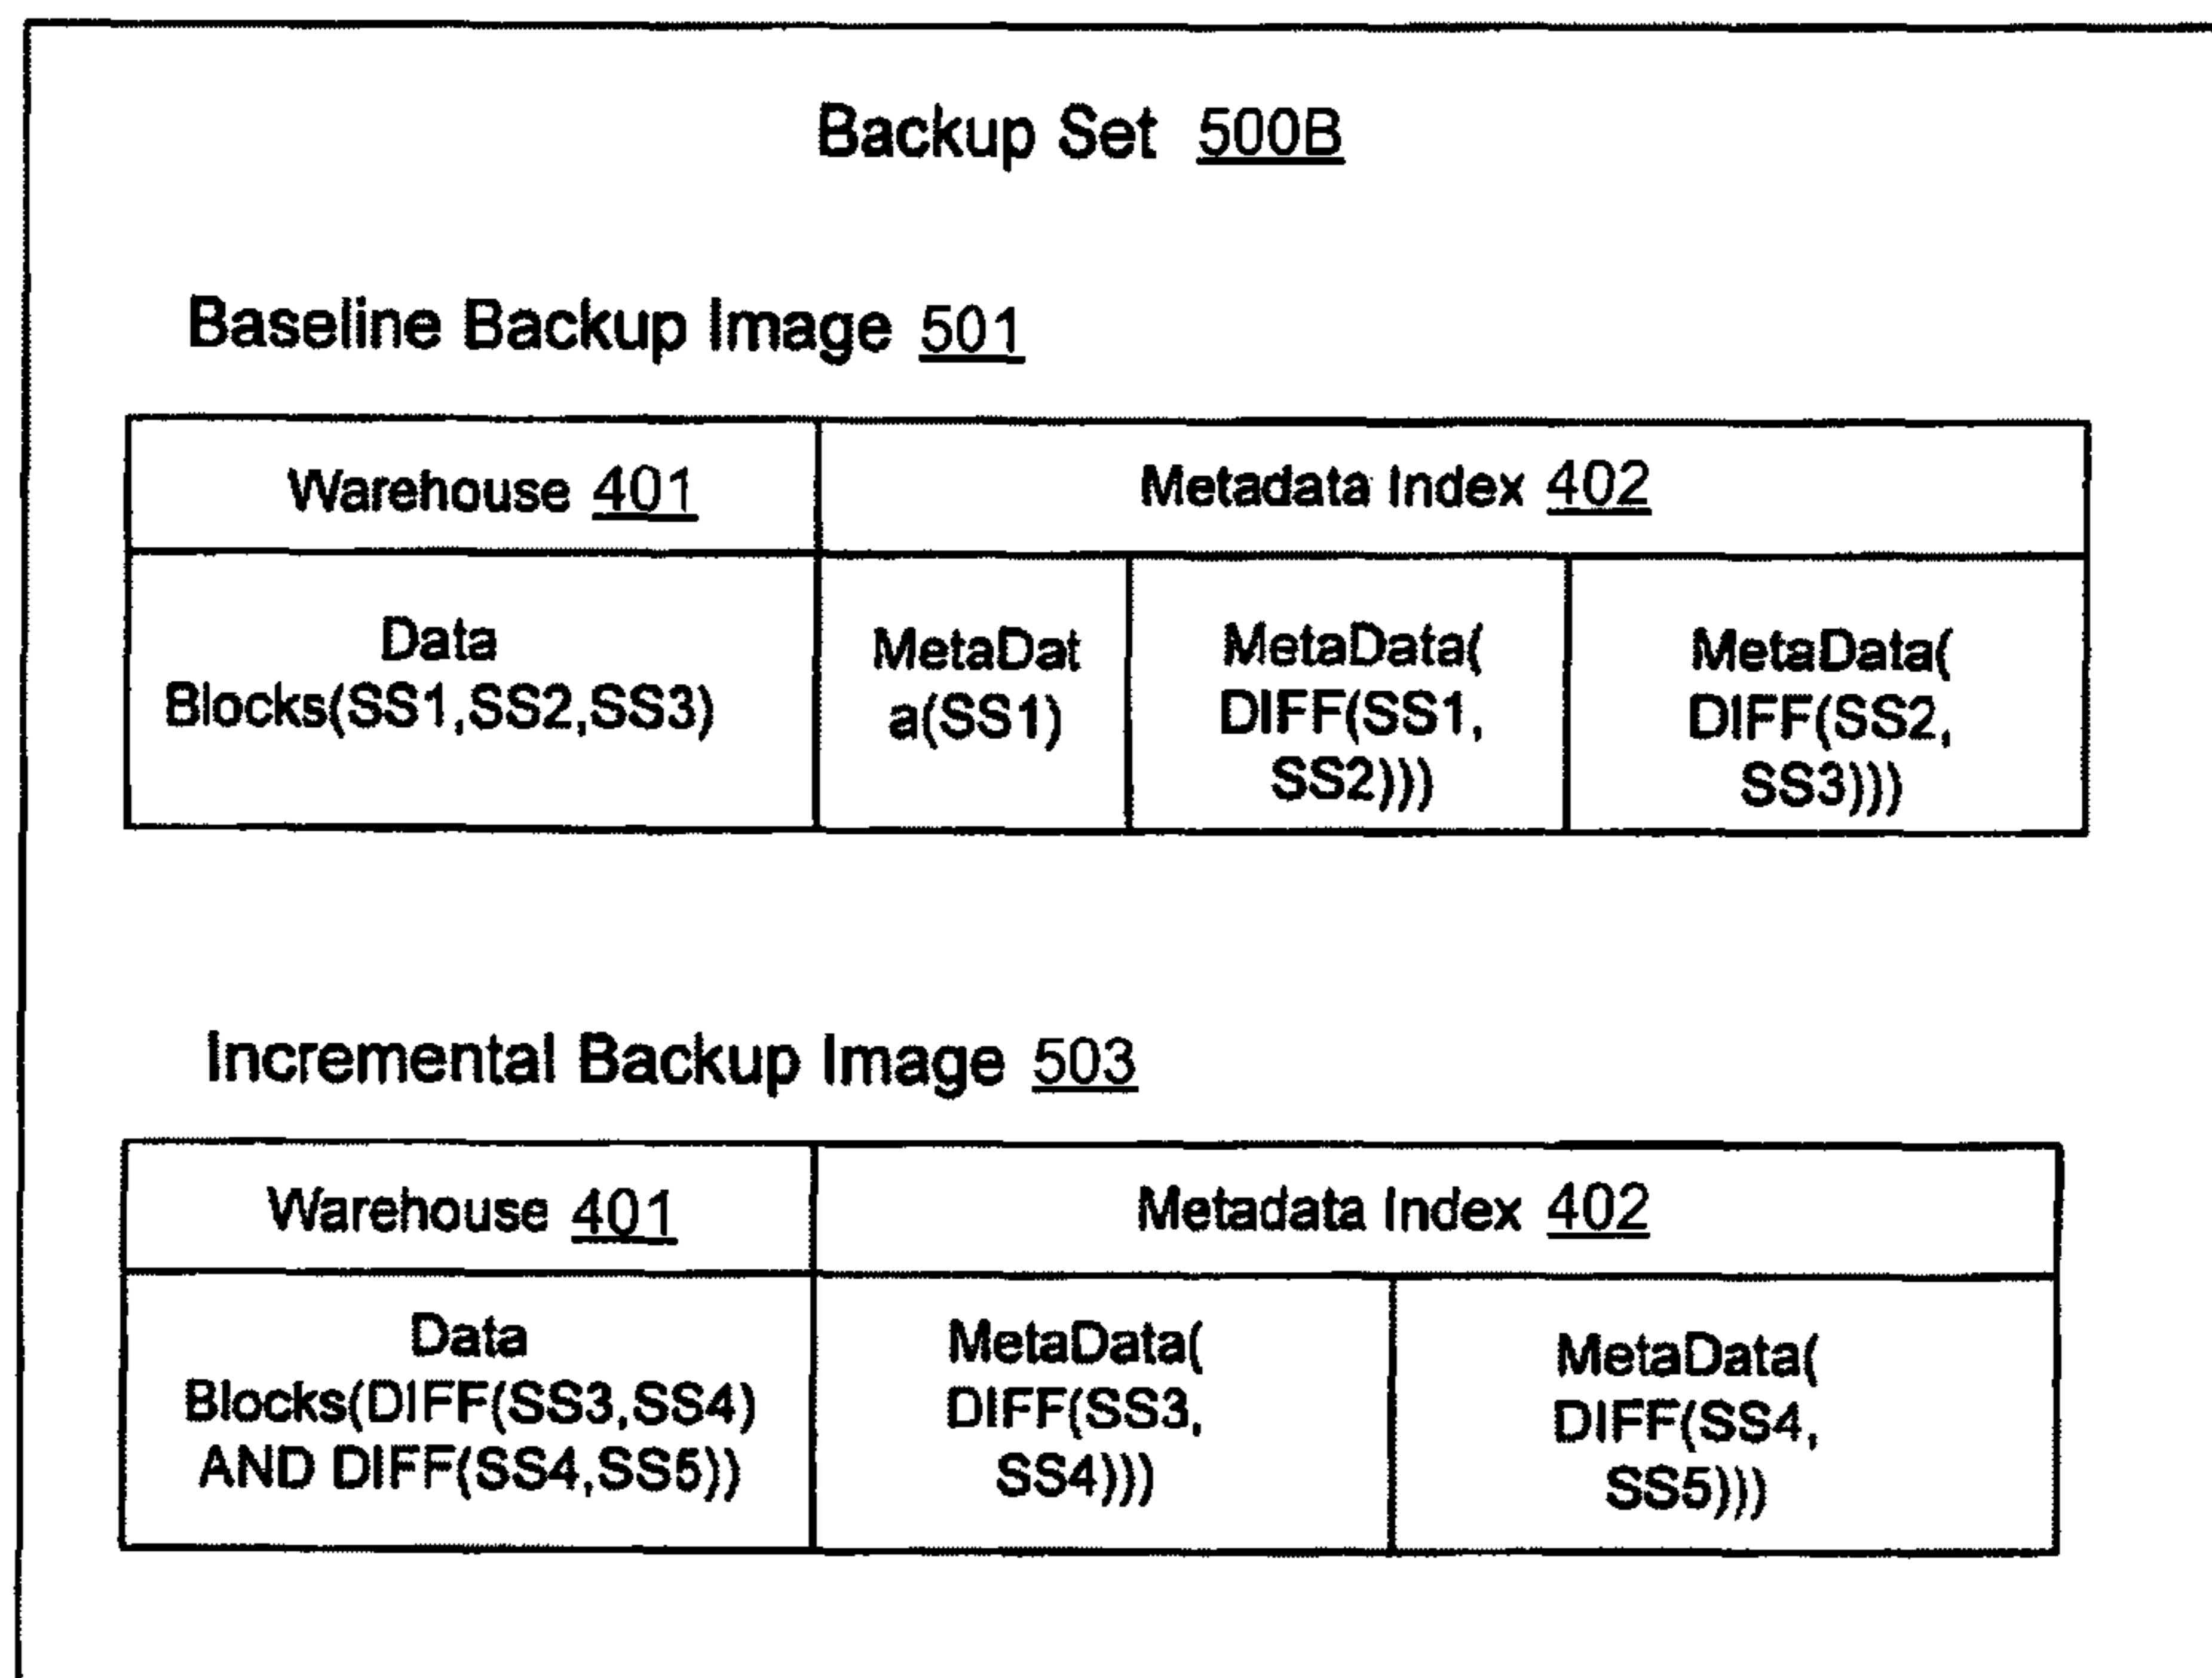 Backup Set 500B
Baseline Backup Image 501
Warehouse 401
Metadata Index 402
Data
Blocks(SS1,SS2,SS3)
MetaDat
a(SS1)
MetaData(
DIFF(SS1,
SS2)))
MetaData(
DIFF(SS2,
SS3)))
Incremental Backup Image 503
Warehouse 401
Metadata Index 402
Data
Blocks(DIFF(SS3,SS4)
AND DIFF(SS4,SS5))
MetaData(
DIFF(SS3,
SS4)))
MetaData(
DIFF(SS4,
SS5)))